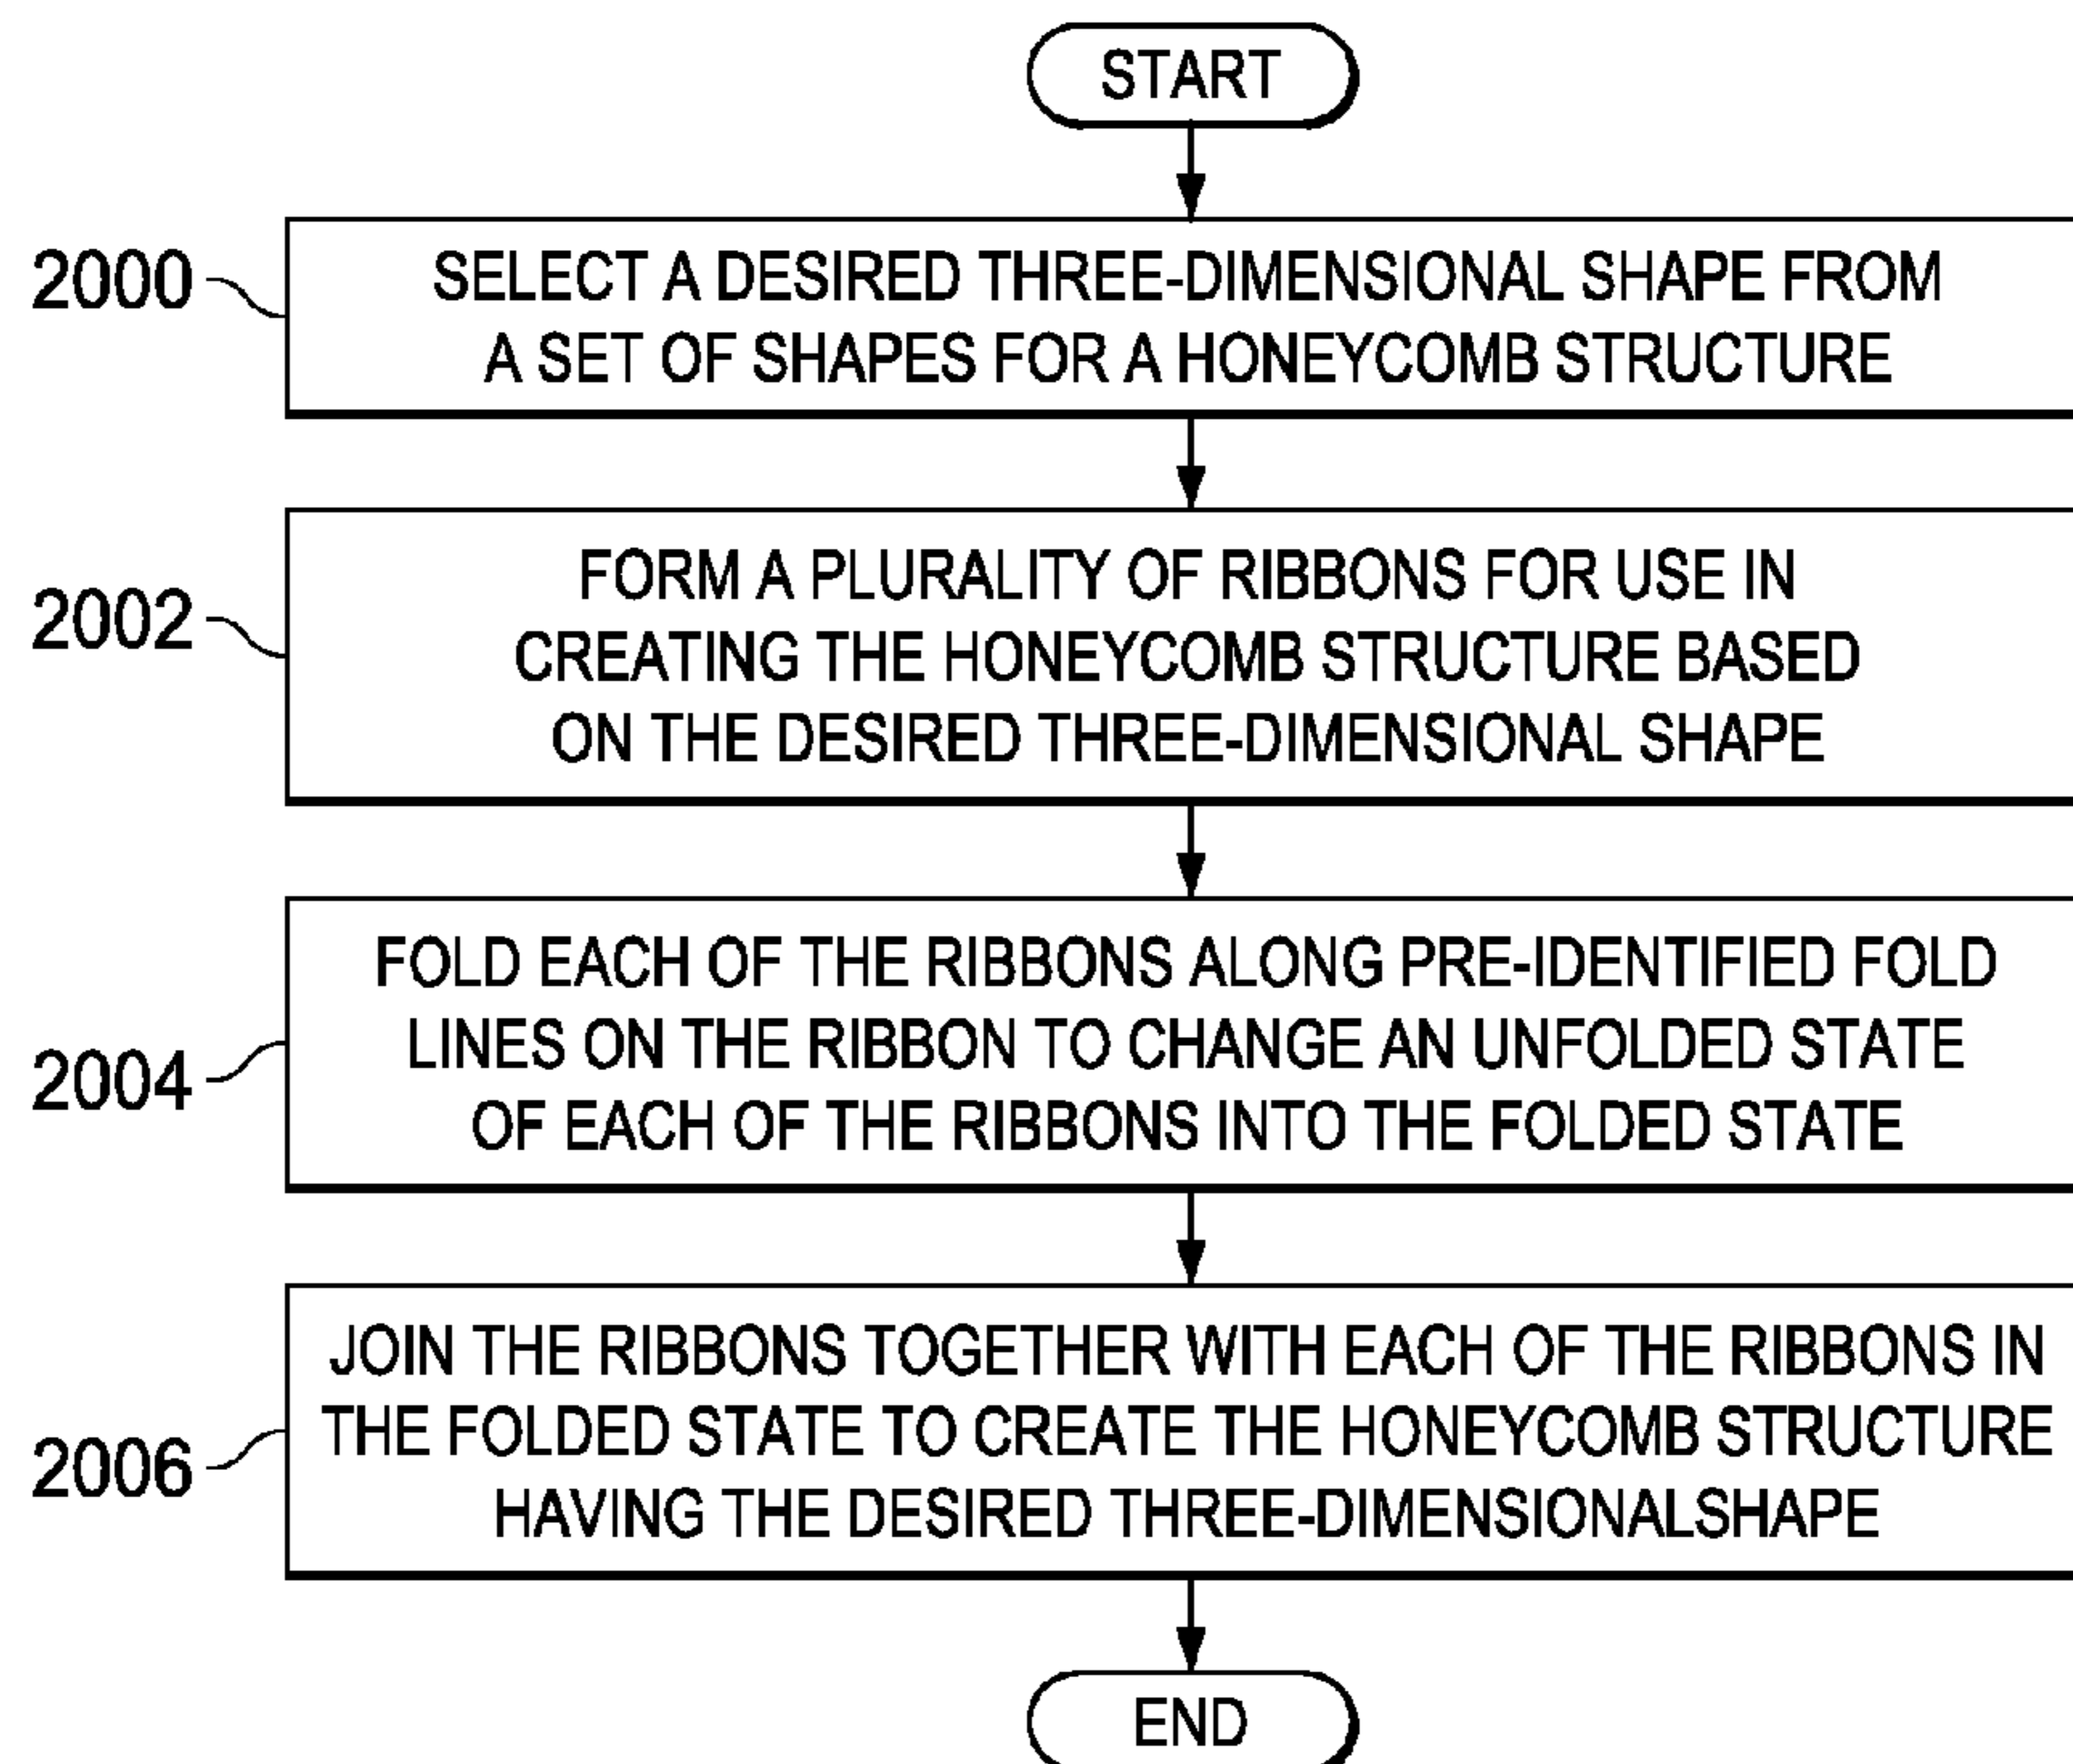 START
2000
SELECT A DESIRED THREE-DIMENSIONAL SHAPE FROM
A SET OF SHAPES FOR A HONEYCOMB STRUCTURE
2002
FORM A PLURALITY OF RIBBONS FOR USE IN
CREATING THE HONEYCOMB STRUCTURE BASED
ON THE DESIRED THREE-DIMENSIONAL SHAPE
2004
FOLD EACH OF THE RIBBONS ALONG PRE-IDENTIFIED FOLD
LINES ON THE RIBBON TO CHANGE AN UNFOLDED STATE
OF EACH OF THE RIBBONS INTO THE FOLDED STATE
2006
JOIN THE RIBBONS TOGETHER WITH EACH OF THE RIBBONS IN
THE FOLDED STATE TO CREATE THE HONEYCOMB STRUCTURE
HAVING THE DESIRED THREE-DIMENSIONALSHAPE
END